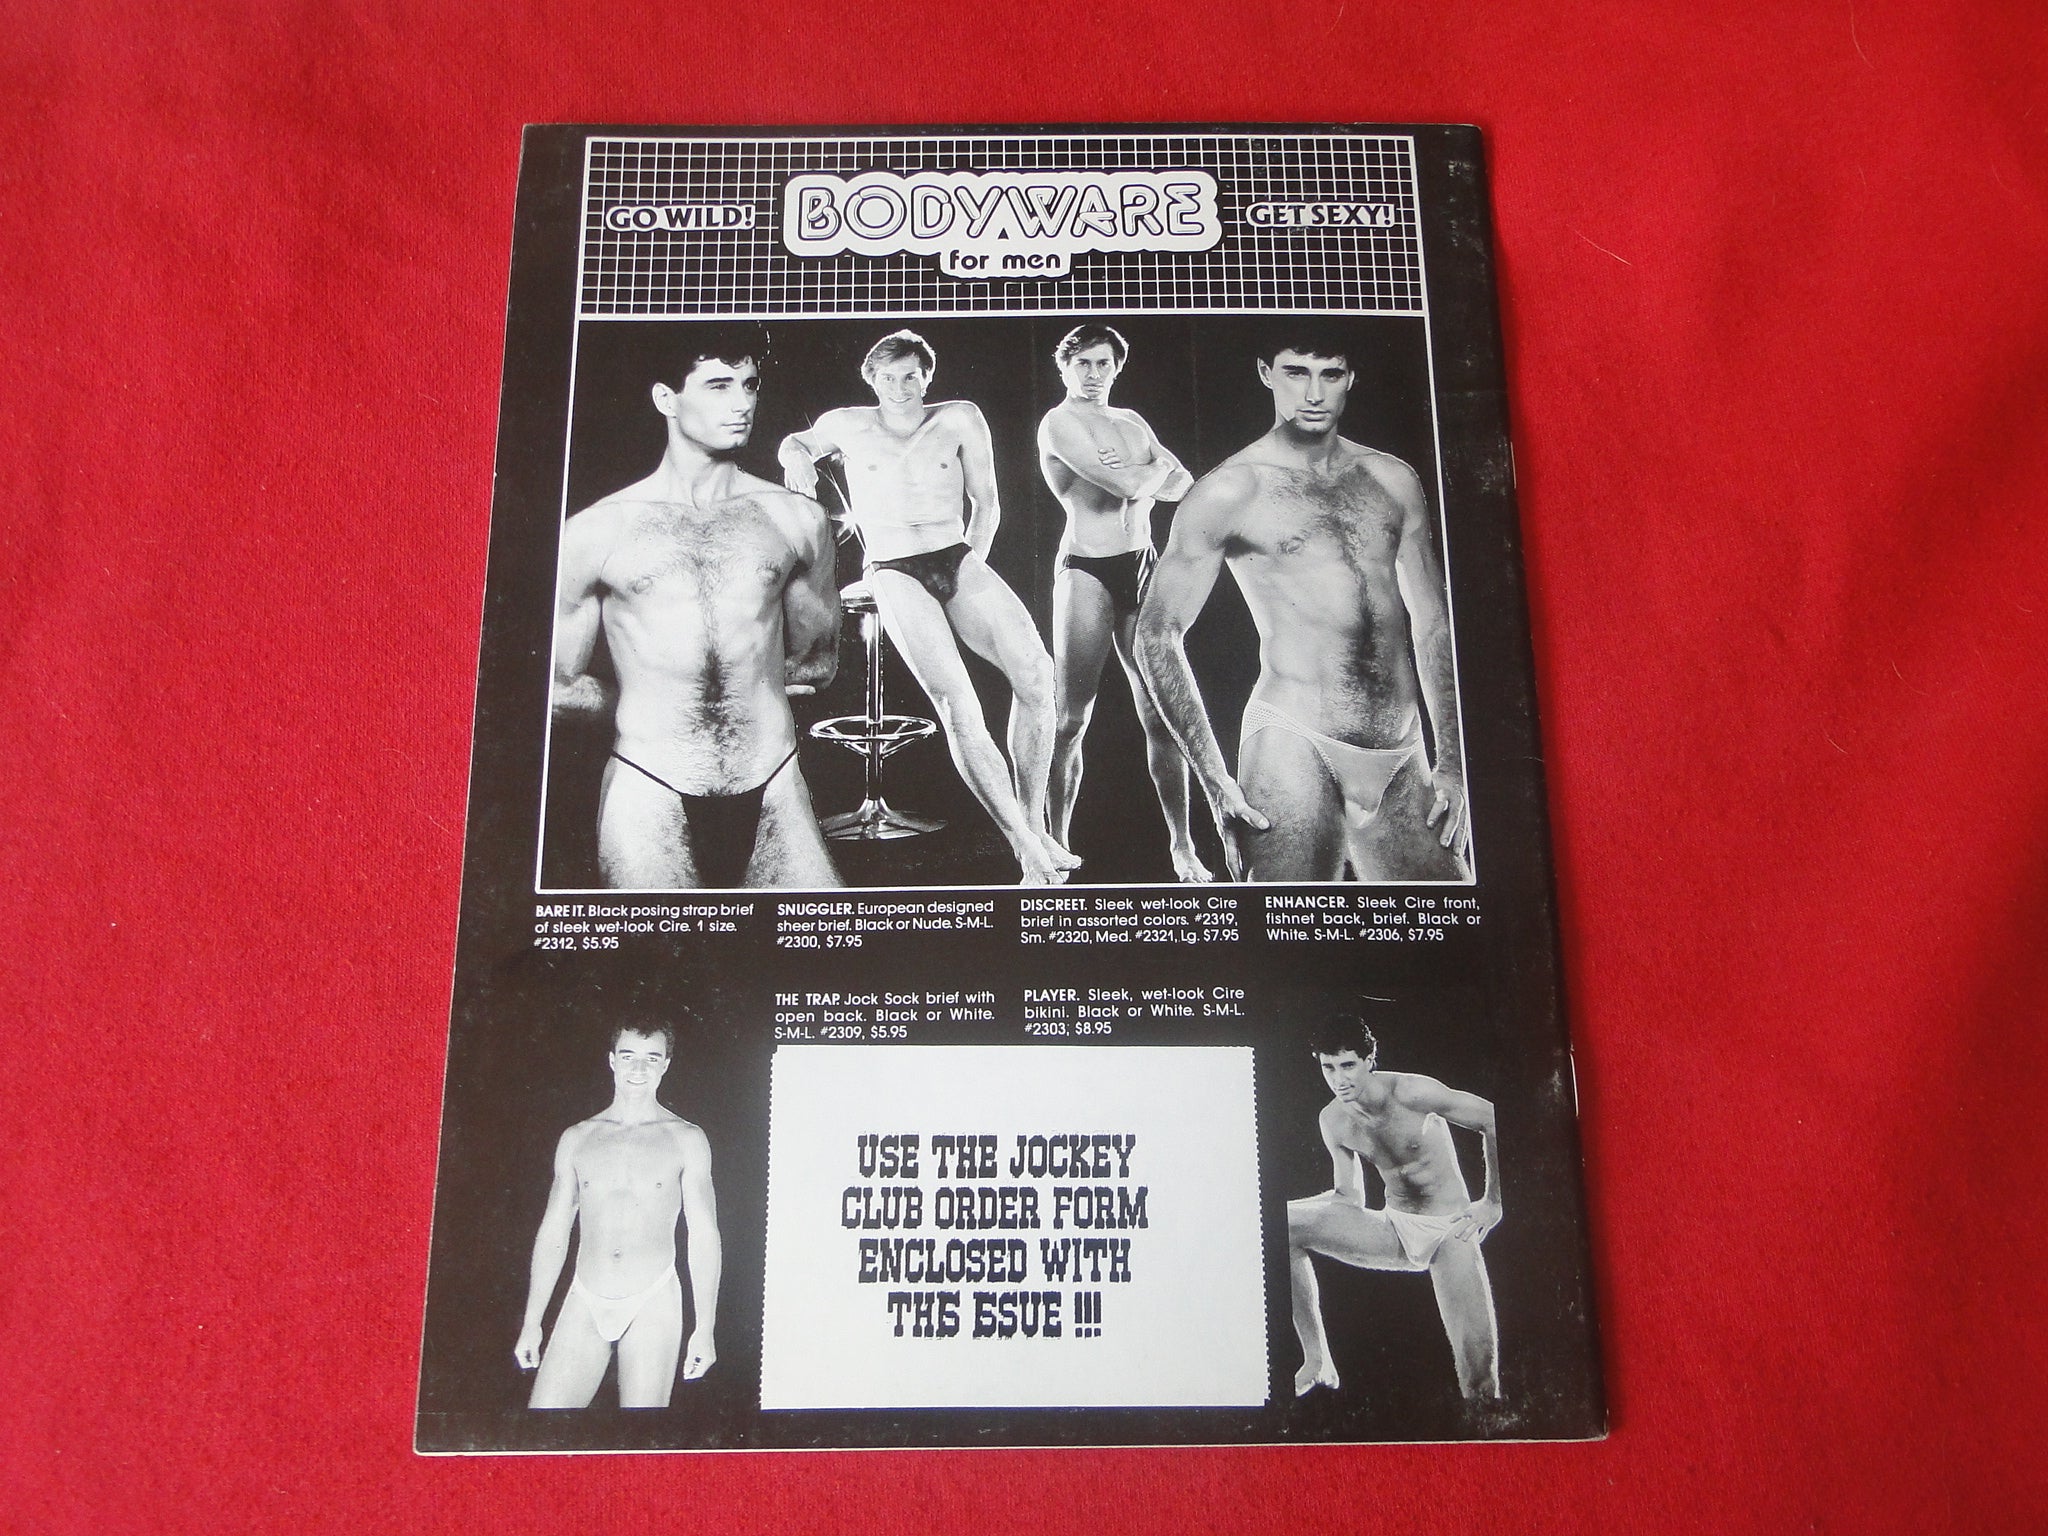 GO WILD!
BODYWARE
for men
GET SEXY!
BARE IT. Black posing strap brief
of sleek wet-look Cire. 1 size.
#2312, $5.95
SNUGGLER. European designed
sheer brief. Black or Nude. S-M-L.
#2300, $7.95
DISCREET. Sleek wet-look Cire
brief in assorted colors. #2319,
Sm. #2320, Med. #2321, Lg. $7.95
ENHANCER. Sleek Cire front,
fishnet back, brief. Black or
White. S-M-L. #2306, $7.95
THE TRAP. Jock Sock brief with
open back. Black or White.
S-M-L. #2309, $5.95
PLAYER. Sleek, wet-look Cire
bikini. Black or White. S-M-L.
#2303; $8.95
USE THE JOCKEY
CLUB ORDER FORM
ENCLOSED WITH
THIS ISSUE !!!